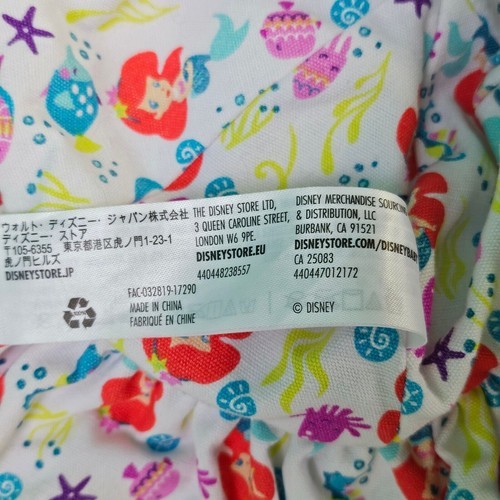 ウォルト・ディズニー・ジャパン株式会社
ディズニー・ストア
〒105-6355 東京都港区虎ノ門1-23-1
虎ノ門ヒルズ
DISNEYSTORE.JP
THE DISNEY STORE LTD,
3 QUEEN CAROLINE STREET,
LONDON W6 9PE.
DISNEYSTORE.EU
440448238557
DISNEY MERCHANDISE SOURCIN
& DISTRIBUTION, LLC
BURBANK, CA 91521
DISNEYSTORE.COM/DISNEYBABY
CA 25083
440447012172
FAC-032819-17290
MADE IN CHINA
FABRIQUÉ EN CHINE
© DISNEY